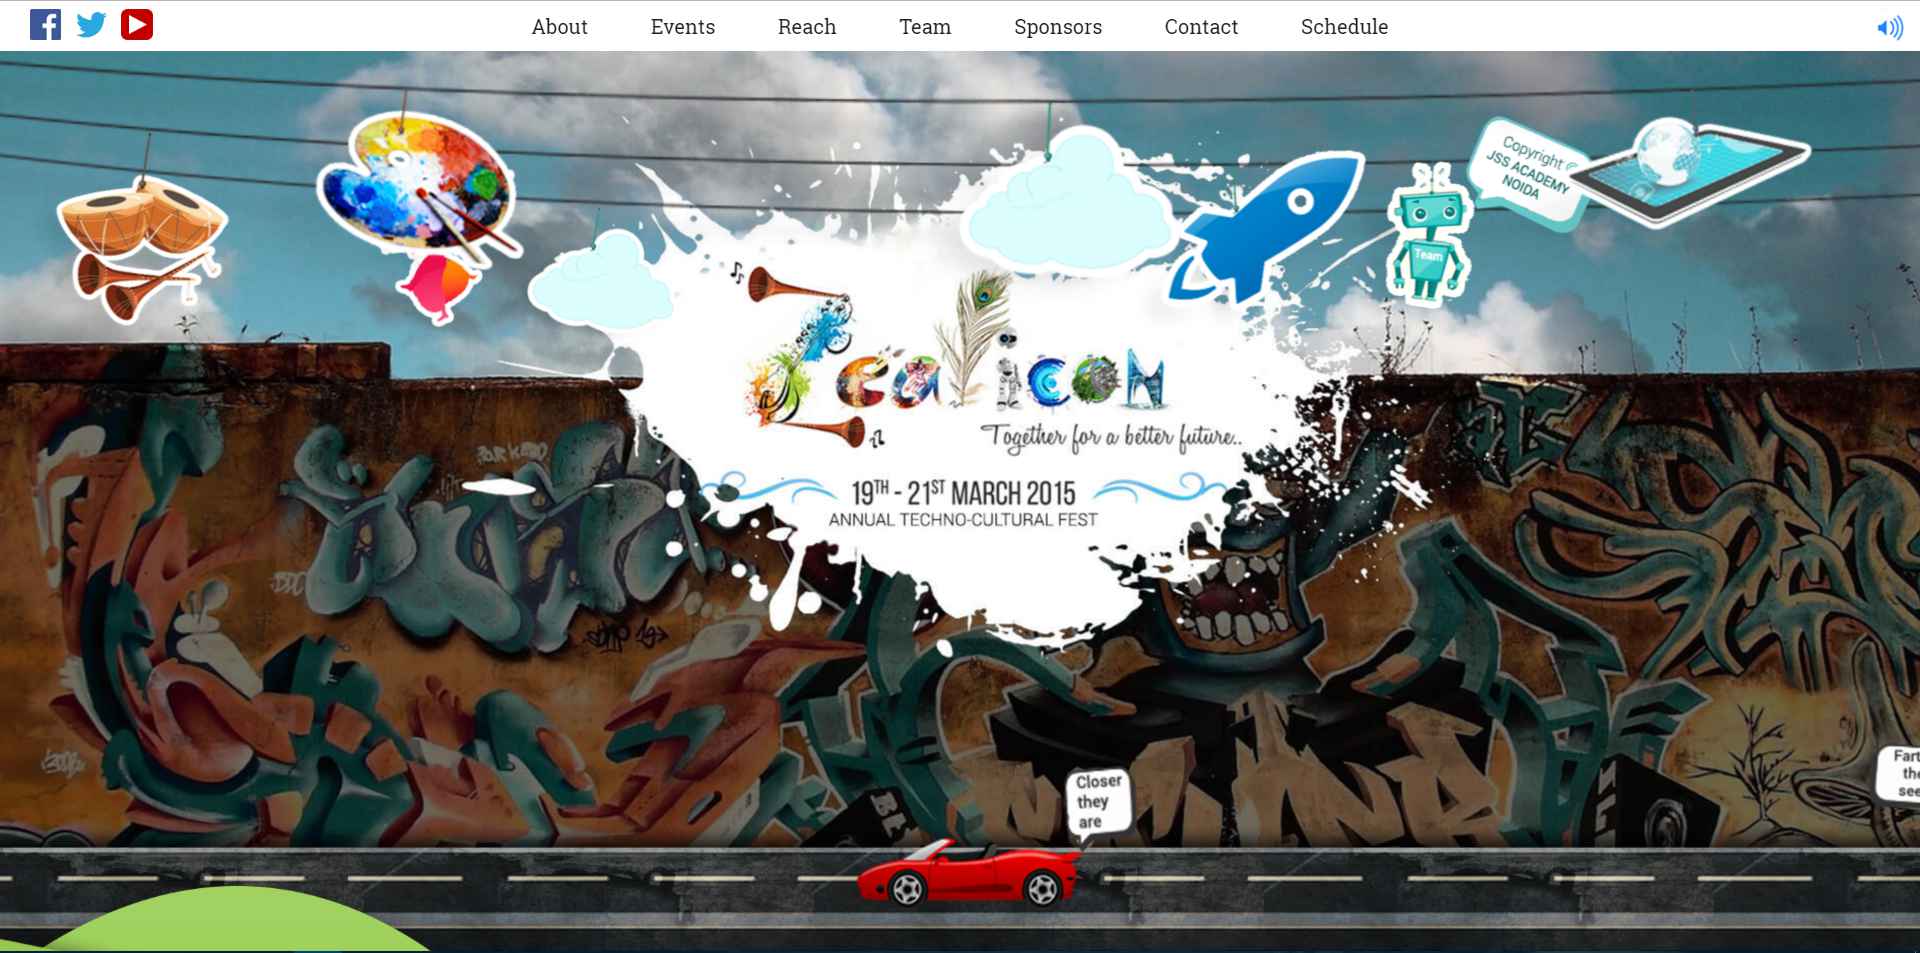 About
Events
Reach
Team
Sponsors
Contact
Schedule
Copyright ©
JSS ACADEMY
NOIDA
Team
Zealicon
Together for a better future..
19TH - 21ST MARCH 2015
ANNUAL TECHNO-CULTURAL FEST
Closer
they
are